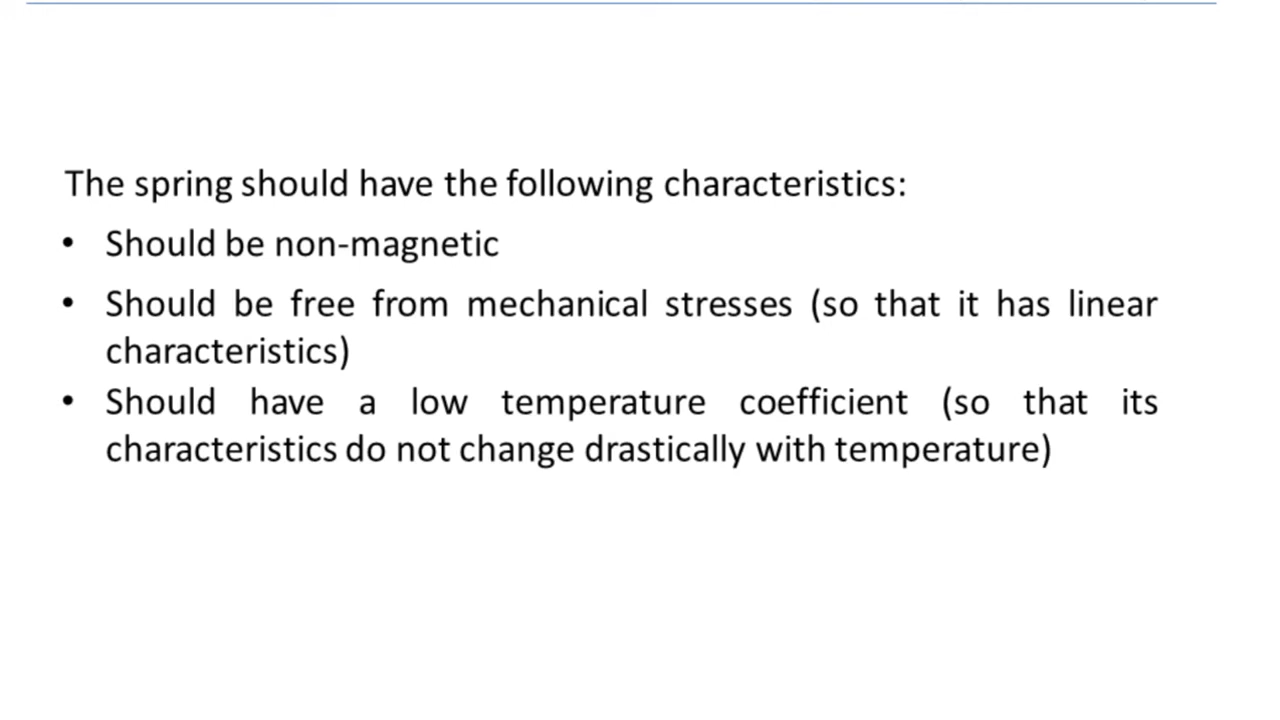 The spring should have the following characteristics:
• Should be non-magnetic
• Should be free from mechanical stresses (so that it has linear
characteristics)
• Should have a low temperature coefficient (so that its
characteristics do not change drastically with temperature)